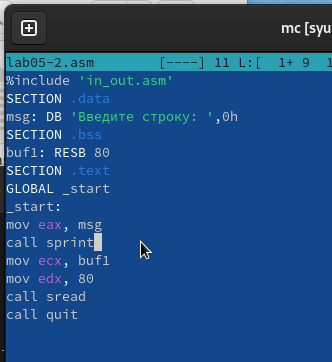 mc [syu
lab05-2.asm [----] 11 L:[ 1+ 9 1
%include 'in_out.asm'
SECTION .data
msg: DB 'Введите строку: ',0h
SECTION .bss
buf1: RESB 80
SECTION .text
GLOBAL _start
_start:
mov eax, msg
call sprint
mov ecx, buf1
mov edx, 80
call sread
call quit